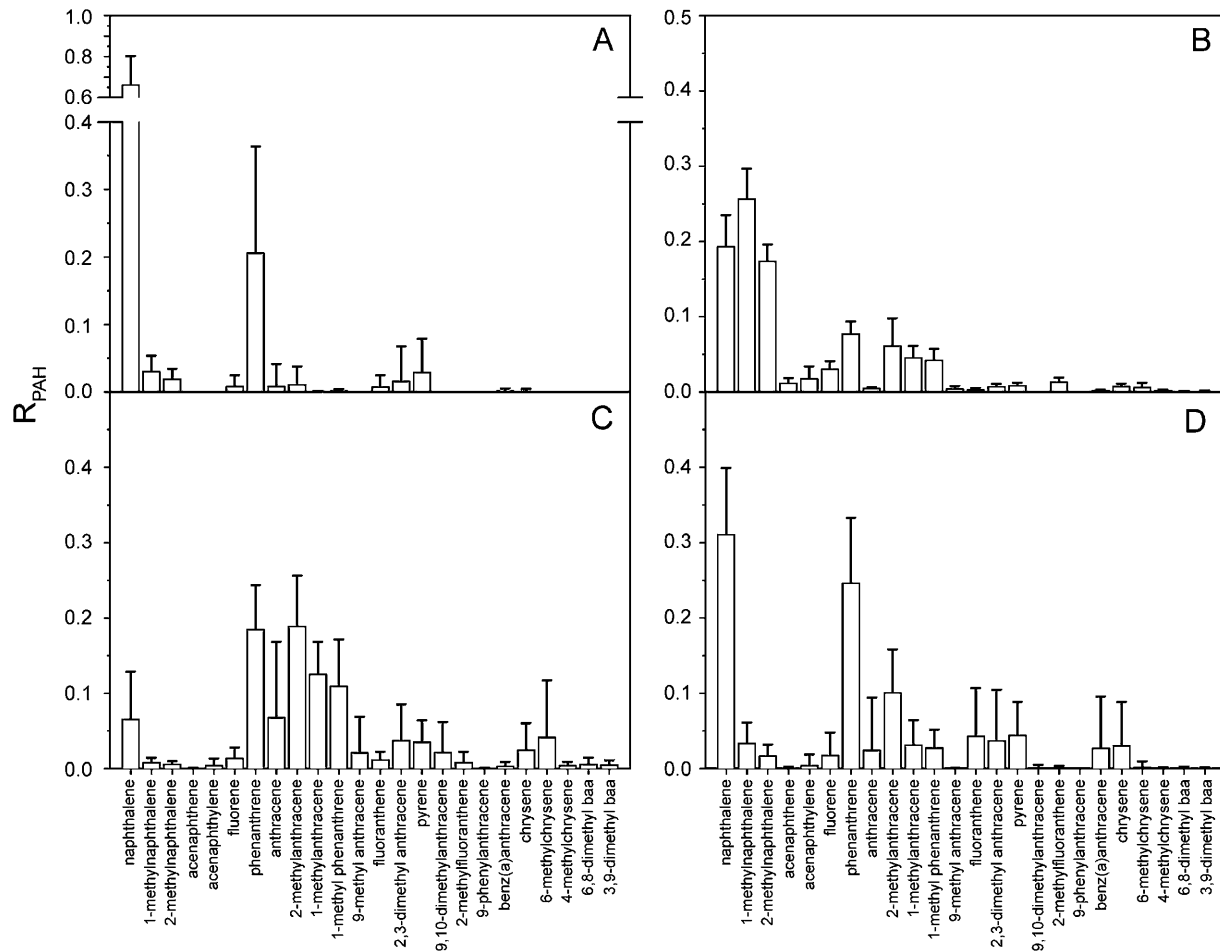 A
1.0
0.8
0.6
0.4
0.3
0.2
0.1
0.0
B
0.5
0.4
0.3
0.2
0.1
0.0
R_PAH
C
0.4
0.3
0.2
0.1
0.0
D
0.4
0.3
0.2
0.1
0.0
naphthalene
1-methylnaphthalene
2-methylnaphthalene
acenaphthene
acenaphthylene
fluorene
phenanthrene
anthracene
2-methylanthracene
1-methylanthracene
1-methyl phenanthrene
9-methyl anthracene
fluoranthene
2,3-dimethyl anthracene
pyrene
9,10-dimethylanthracene
2-methylfluoranthene
9-phenylanthracene
benz(a)anthracene
chrysene
6-methylchrysene
4-methylchrysene
6,8-dimethyl baa
3,9-dimethyl baa
naphthalene
1-methylnaphthalene
2-methylnaphthalene
acenaphthene
acenaphthylene
fluorene
phenanthrene
anthracene
2-methylanthracene
1-methylanthracene
1-methyl phenanthrene
9-methyl anthracene
fluoranthene
2,3-dimethyl anthracene
pyrene
9,10-dimethylanthracene
2-methylfluoranthene
9-phenylanthracene
benz(a)anthracene
chrysene
6-methylchrysene
4-methylchrysene
6,8-dimethyl baa
3,9-dimethyl baa